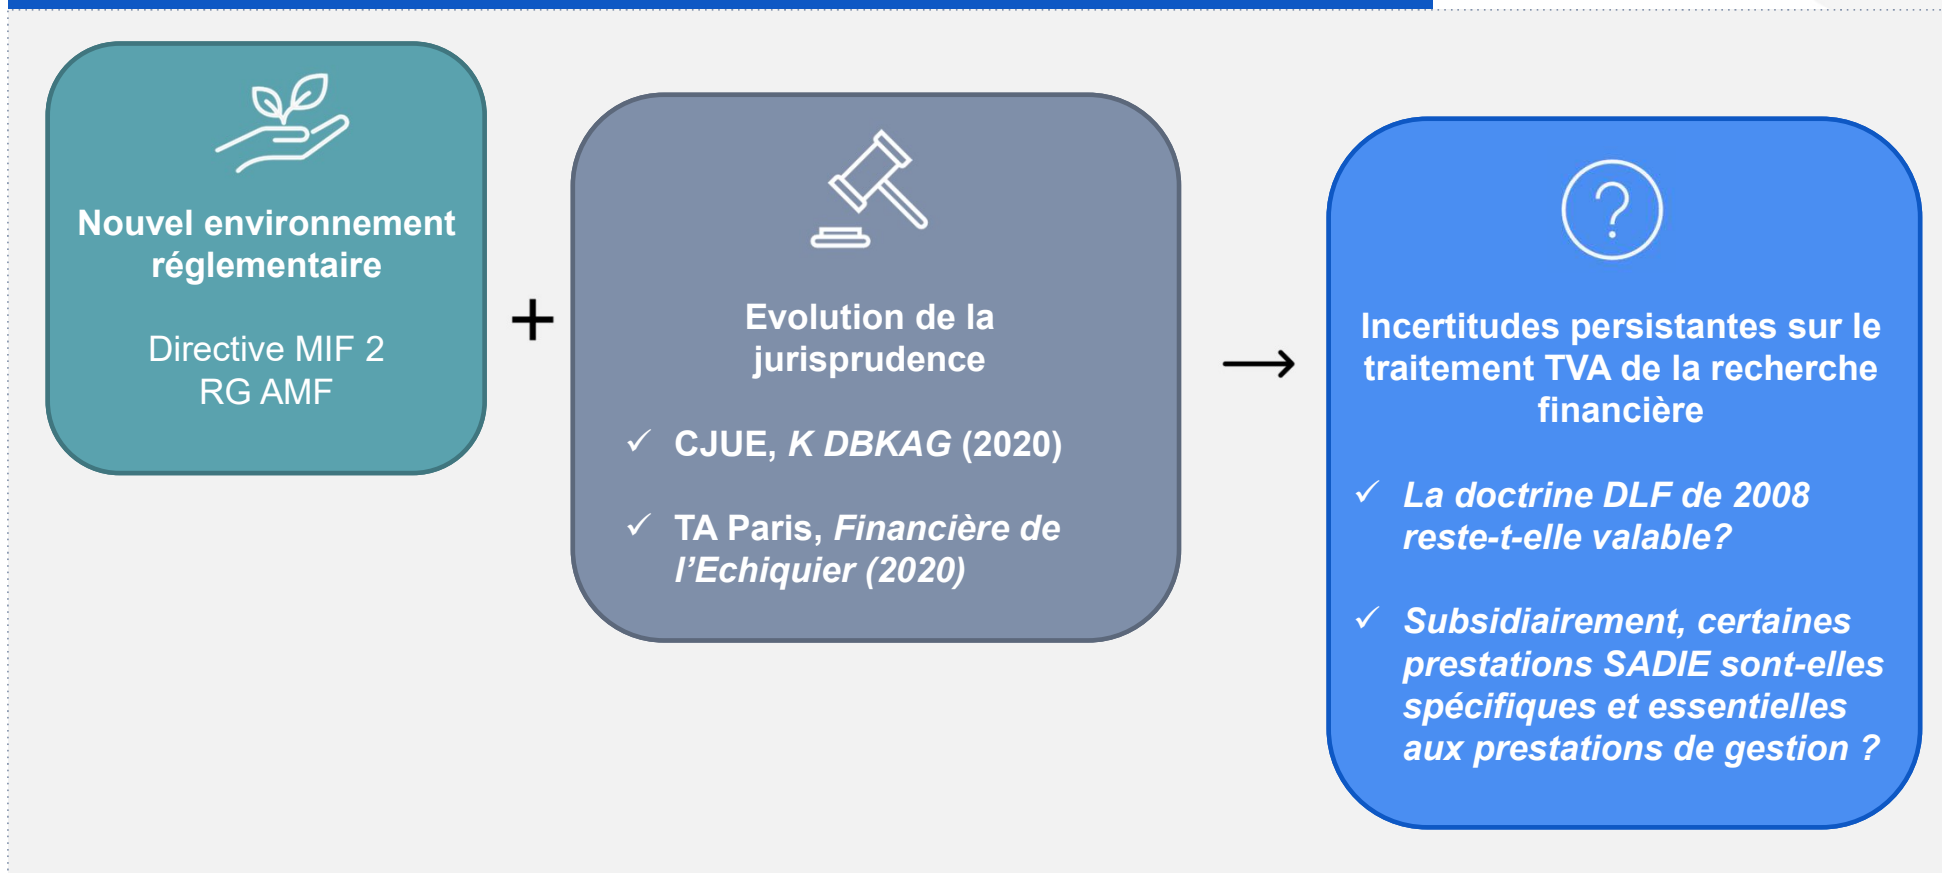 Nouvel environnement
réglementaire
Directive MIF 2
RG AMF
+
Evolution de la
jurisprudence
✓ CJUE, K DBKAG (2020)
✓ TA Paris, Financière de
l’Echiquier (2020)
→
?
Incertitudes persistantes sur le
traitement TVA de la recherche
financière
✓ La doctrine DLF de 2008
reste-t-elle valable?
✓ Subsidiairement, certaines
prestations SADIE sont-elles
spécifiques et essentielles
aux prestations de gestion ?